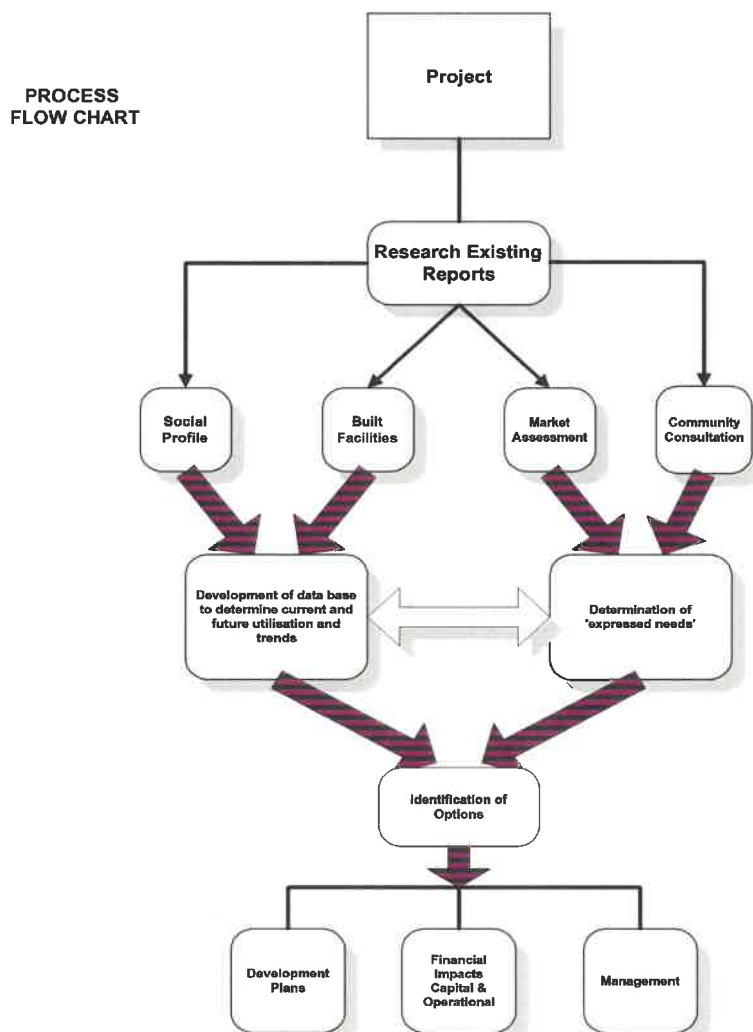 PROCESS
FLOW CHART
Project
Research Existing
Reports
Social
Profile
Built
Facilities
Market
Assessment
Community
Consultation
Development of data base
to determine current and
future utilisation and
trends
Determination of
'expressed needs'
Identification of
Options
Development
Plans
Financial
Impacts
Capital &
Operational
Management